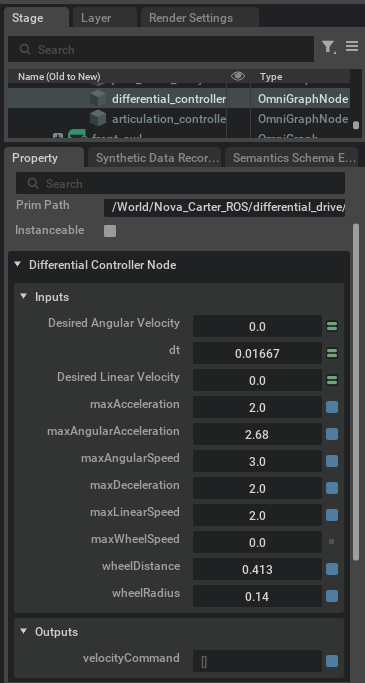 Stage Layer Render Settings
Search
Name (Old to New) Type
differential_controller OmniGraphNode
articulation_controlle OmniGraphNode
Property Synthetic Data Recor... Semantics Schema E...
Search
Prim Path /World/Nova_Carter_ROS/differential_drive/
Instanceable
Differential Controller Node
Inputs
Desired Angular Velocity 0.0
dt 0.01667
Desired Linear Velocity 0.0
maxAcceleration 2.0
maxAngularAcceleration 2.68
maxAngularSpeed 3.0
maxDeceleration 2.0
maxLinearSpeed 2.0
maxWheelSpeed 0.0
wheelDistance 0.413
wheelRadius 0.14
Outputs
velocityCommand []